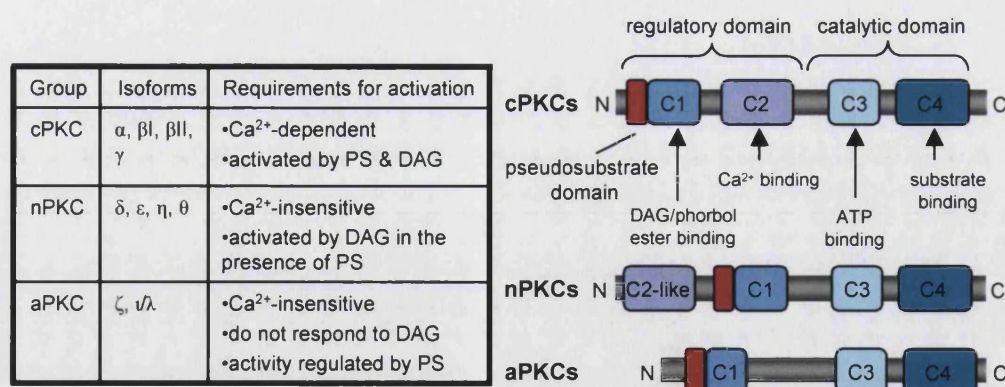 Group Isoforms Requirements for activation
cPKC α, βI, βII, •Ca²⁺-dependent
γ •activated by PS & DAG
nPKC δ, ε, η, θ •Ca²⁺-insensitive
•activated by DAG in the
presence of PS
aPKC ζ, ι/λ •Ca²⁺-insensitive
•do not respond to DAG
•activity regulated by PS
regulatory domain catalytic domain
cPKCs N C1 C2 C3 C4 C
pseudosubstrate
domain
Ca²⁺ binding
substrate
binding
DAG/phorbol
ester binding
ATP
binding
nPKCs N C2-like C1 C3 C4 C
aPKCs N C1 C3 C4 C